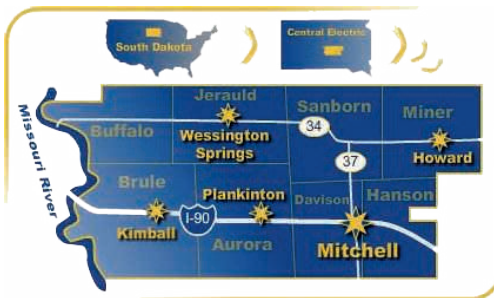 South Dakota
Central Electric
Missouri River
Buffalo
Jerauld
Wessington
Springs
Sanborn
34
Miner
Howard
37
Brule
Kimball
I-90
Plankinton
Aurora
Davison
Hanson
Mitchell